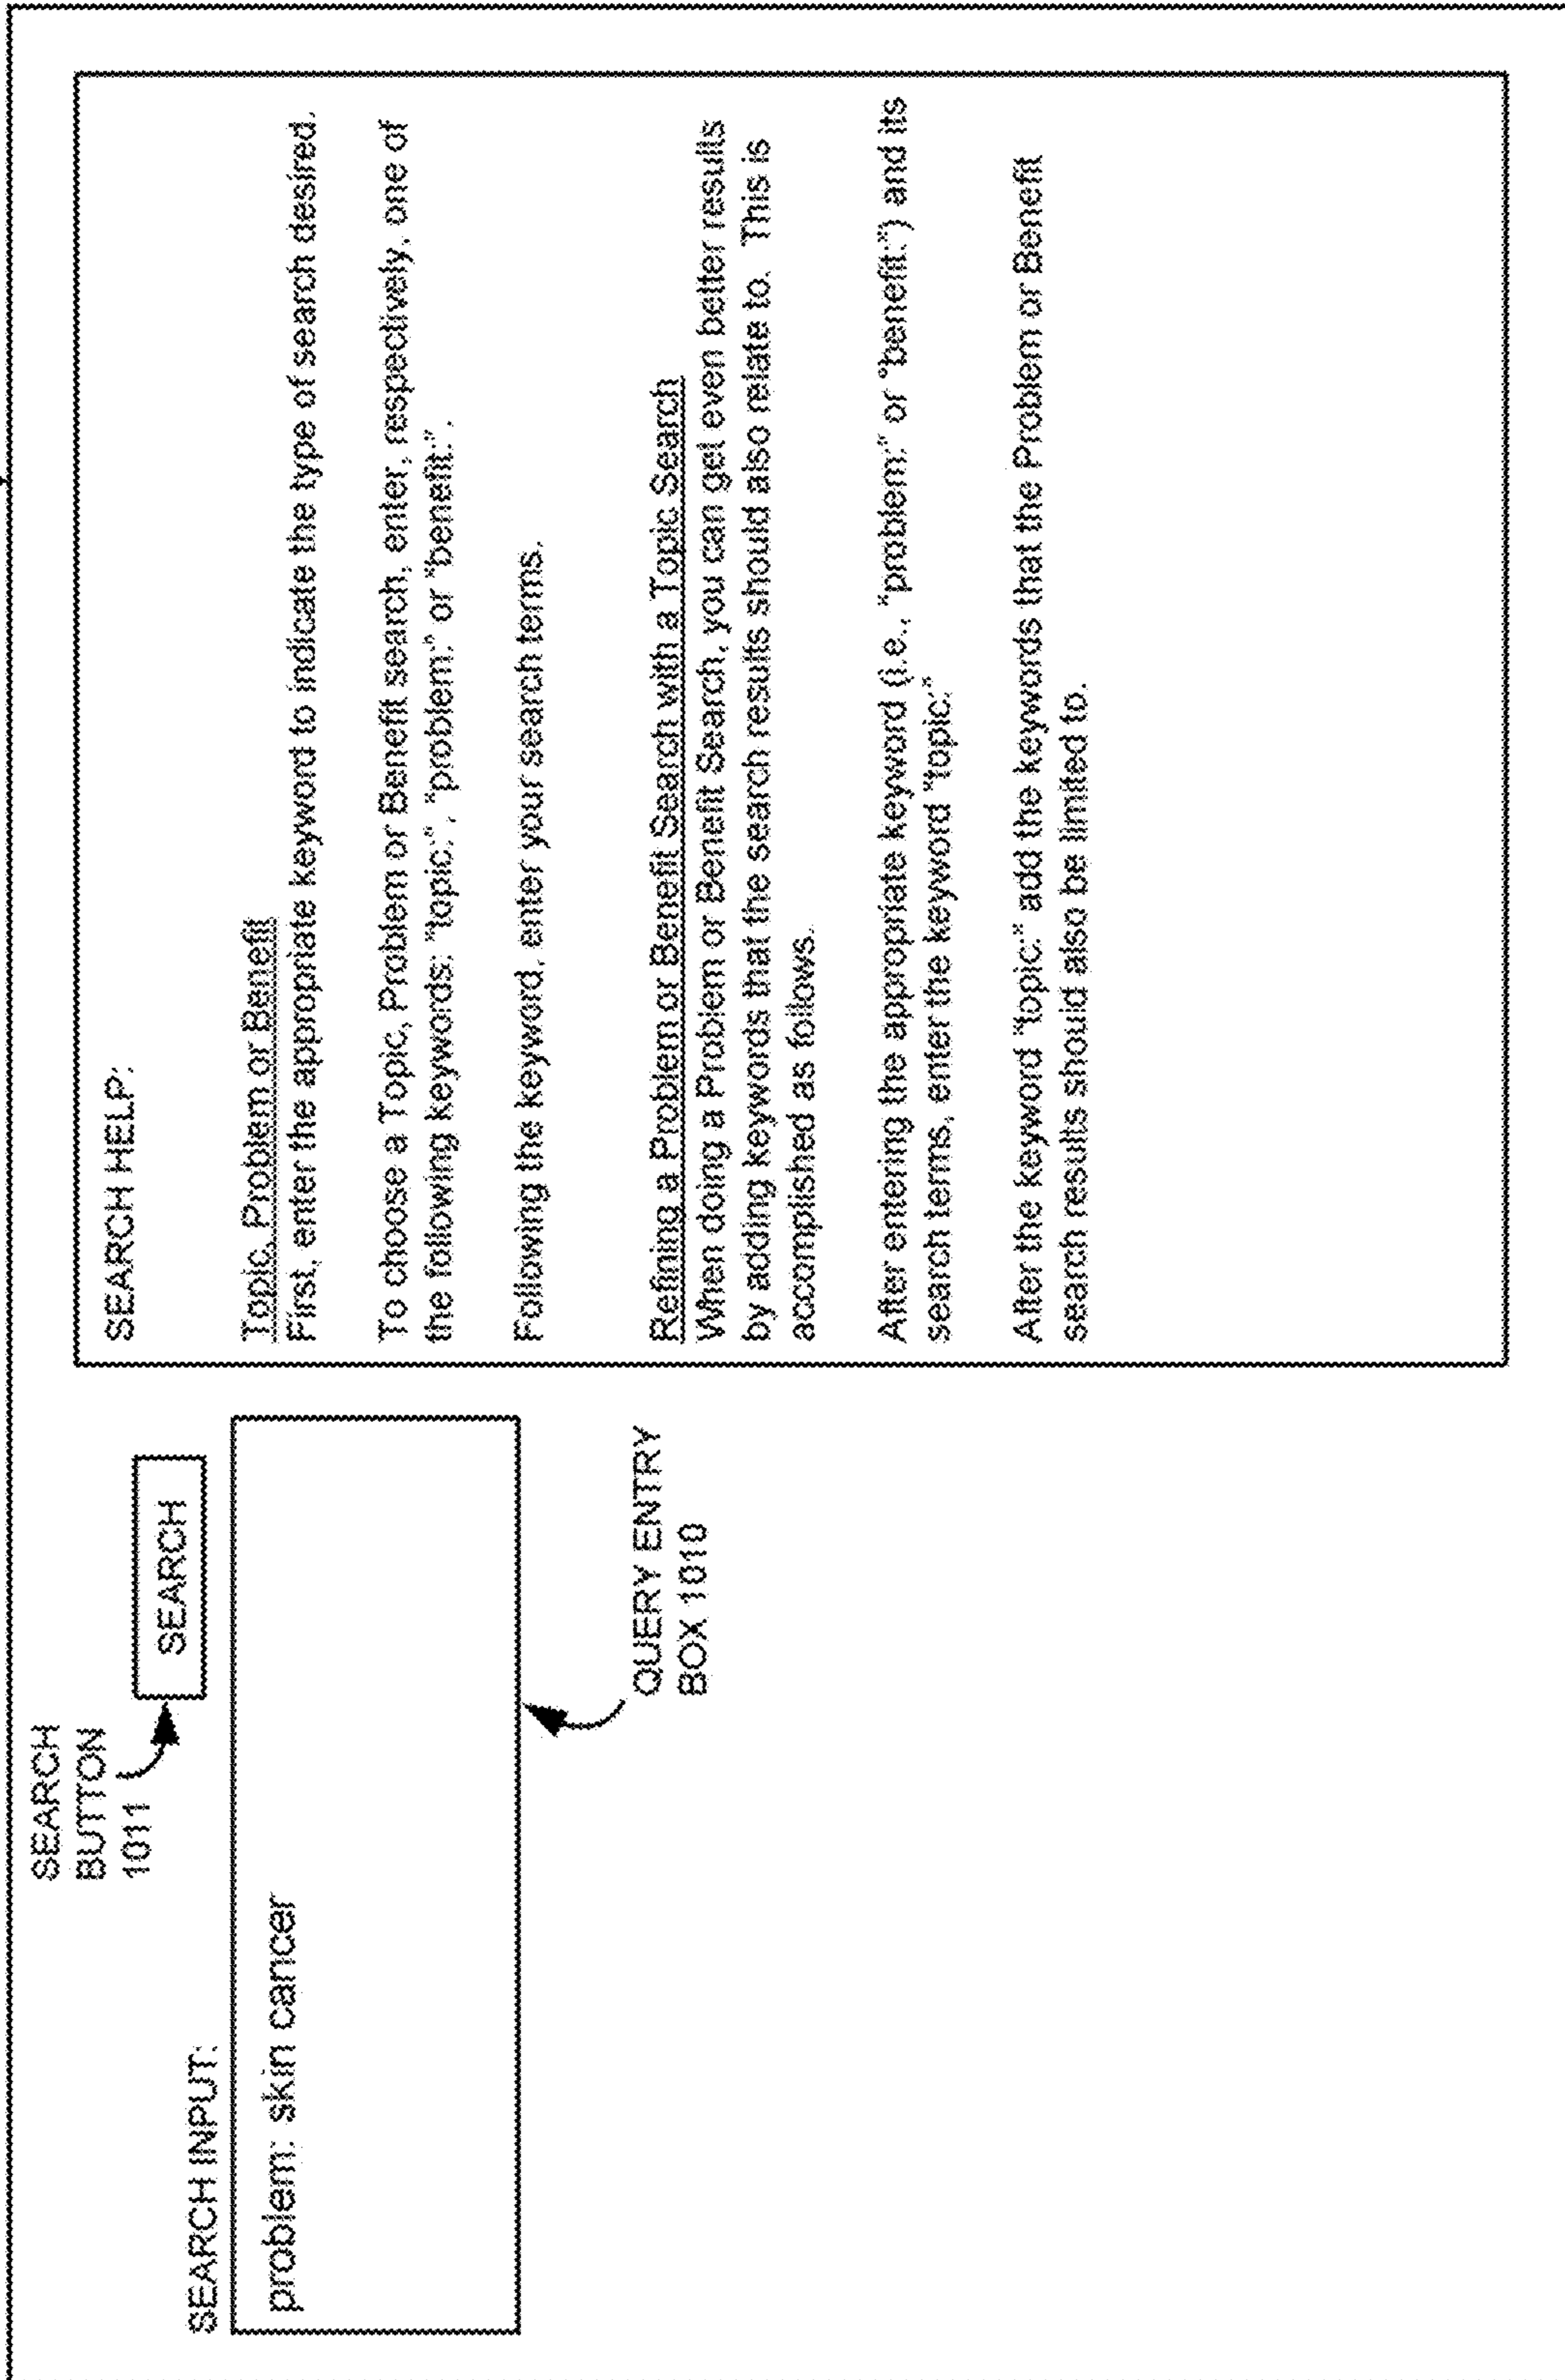 SEARCH
BUTTON
1011
SEARCH
SEARCH INPUT:
problem: skin cancer
QUERY ENTRY
BOX 1010
SEARCH HELP:
Topic, Problem or Benefit
First, enter the appropriate keyword to indicate the type of search desired.
To choose a Topic, Problem or Benefit search, enter, respectively, one of
the following keywords: "topic:", "problem:" or "benefit:".
Following the keyword, enter your search terms.
Refining a Problem or Benefit Search with a Topic Search
When doing a Problem or Benefit Search, you can get even better results
by adding keywords that the search results should also relate to. This is
accomplished as follows.
After entering the appropriate keyword (i.e., "problem:" or "benefit:") and its
search terms, enter the keyword "topic:"
After the keyword "topic:" add the keywords that the Problem or Benefit
search results should also be limited to.